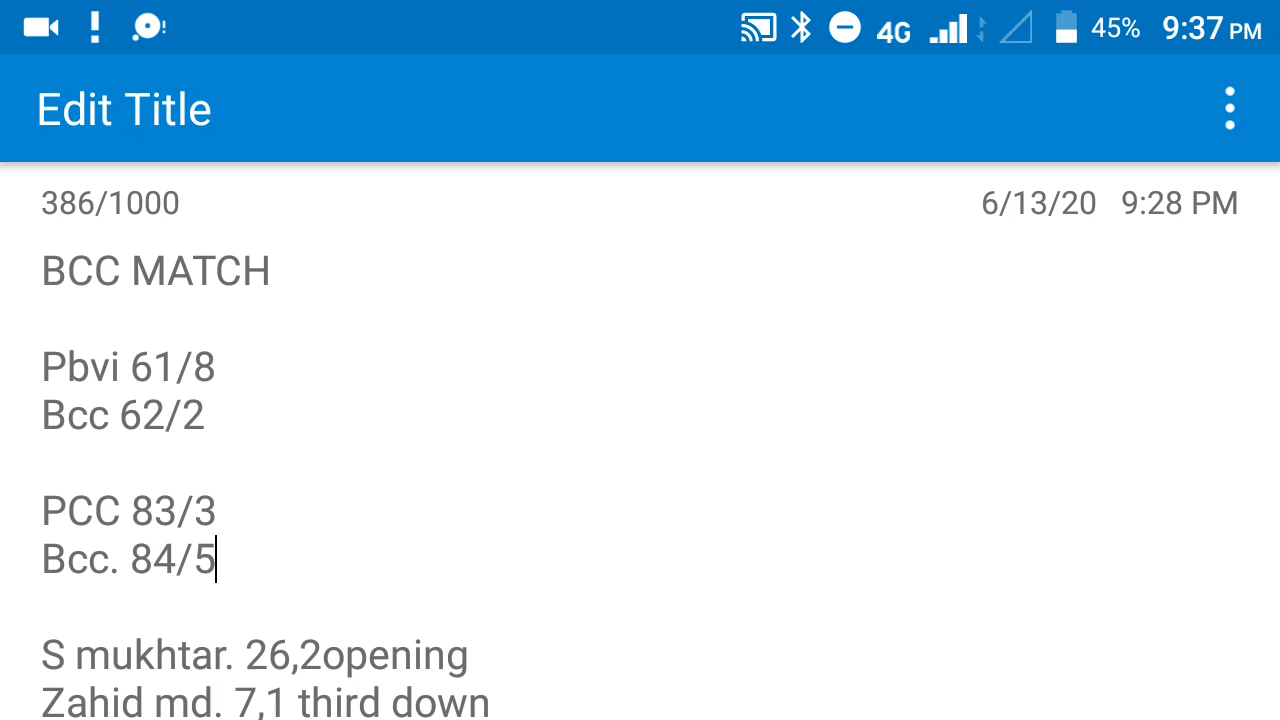 4G 45% 9:37 PM
Edit Title
386/1000 6/13/20 9:28 PM
BCC MATCH
Pbvi 61/8
Bcc 62/2
PCC 83/3
Bcc. 84/5
S mukhtar. 26,2opening
Zahid md. 7,1 third down